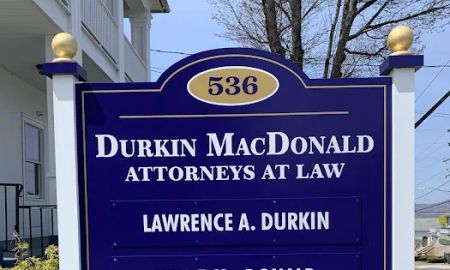 536
DURKIN MACDONALD
ATTORNEYS AT LAW
LAWRENCE A. DURKIN